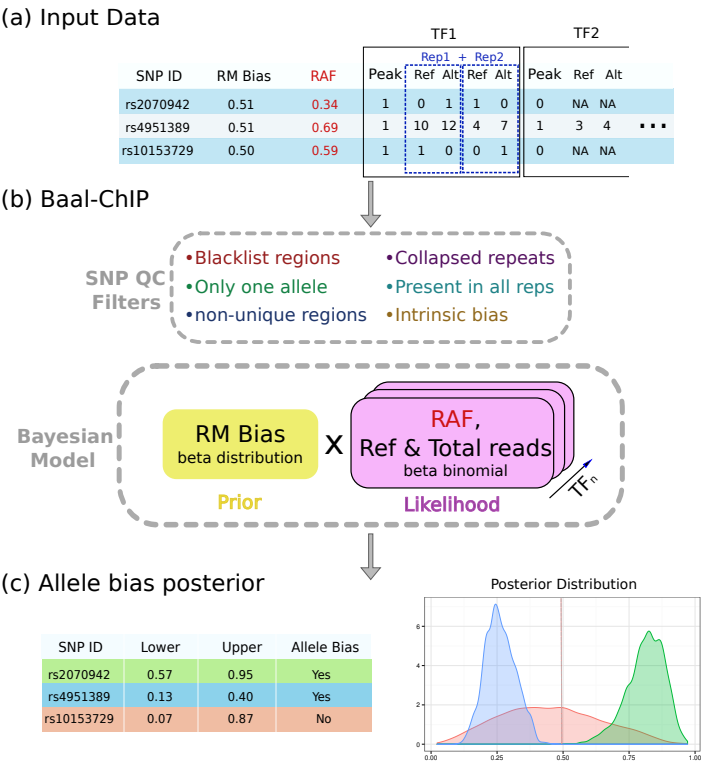 (a) Input Data
TF1 TF2
Rep1 + Rep2
SNP ID RM Bias RAF Peak Ref Alt Ref Alt Peak Ref Alt
rs2070942 0.51 0.34 1 0 1 1 0 0 NA NA
rs4951389 0.51 0.69 1 10 12 4 7 1 3 4 ...
rs10153729 0.50 0.59 1 1 0 0 1 0 NA NA
(b) Baal-ChIP
SNP QC
Filters
•Blacklist regions •Collapsed repeats
•Only one allele •Present in all reps
•non-unique regions •Intrinsic bias
Bayesian
Model
RM Bias
beta distribution
Prior
X
RAF,
Ref & Total reads
beta binomial
Likelihood
TFn
(c) Allele bias posterior
SNP ID Lower Upper Allele Bias
rs2070942 0.57 0.95 Yes
rs4951389 0.13 0.40 Yes
rs10153729 0.07 0.87 No
Posterior Distribution
6
4
2
0
0.00 0.25 0.50 0.75 1.00